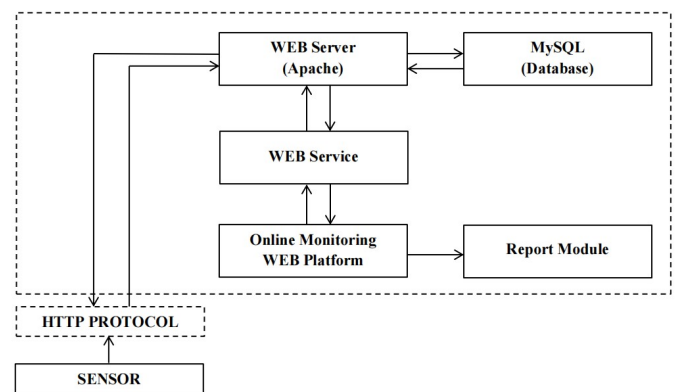 WEB Server
(Apache)
MySQL
(Database)
WEB Service
Online Monitoring
WEB Platform
Report Module
HTTP PROTOCOL
SENSOR